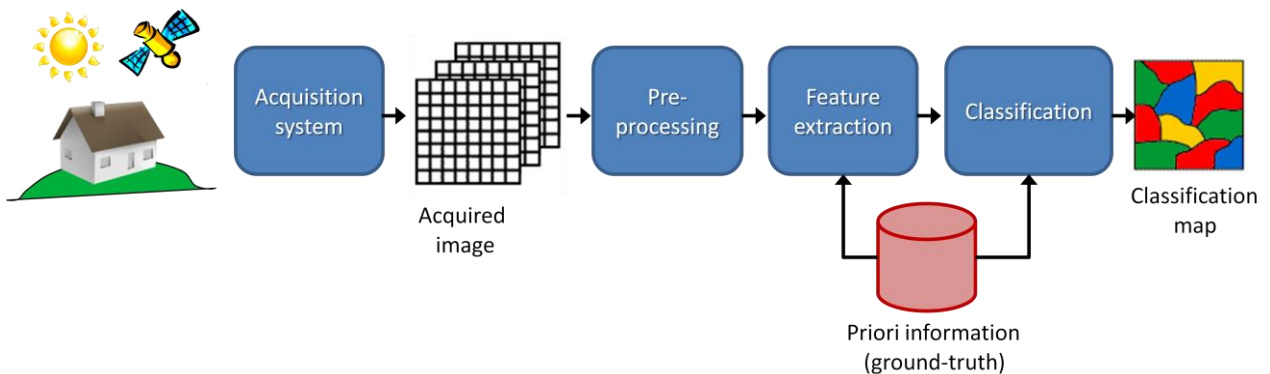 Acquisition
system
Acquired
image
Pre-
processing
Feature
extraction
Classification
Classification
map
Priori information
(ground-truth)